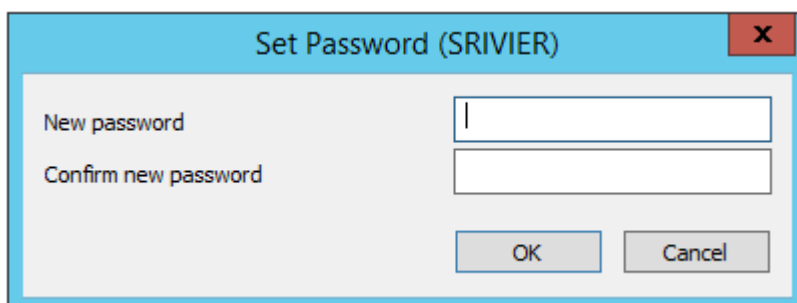 Set Password (SRIVIER)
x
New password
Confirm new password
OK Cancel